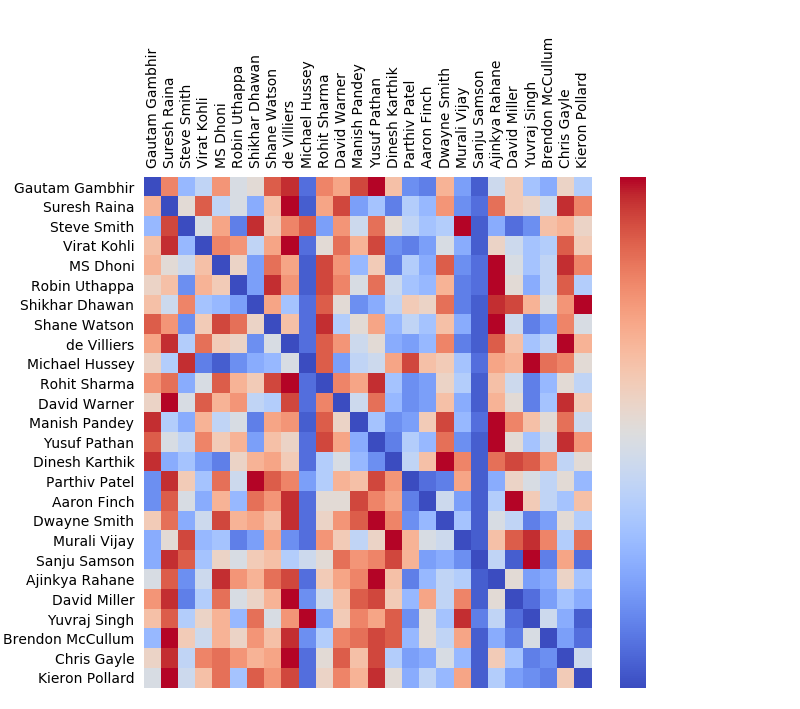 Gautam Gambhir
Suresh Raina
Steve Smith
Virat Kohli
MS Dhoni
Robin Uthappa
Shikhar Dhawan
Shane Watson
de Villiers
Michael Hussey
Rohit Sharma
David Warner
Manish Pandey
Yusuf Pathan
Dinesh Karthik
Parthiv Patel
Aaron Finch
Dwayne Smith
Murali Vijay
Sanju Samson
Ajinkya Rahane
David Miller
Yuvraj Singh
Brendon McCullum
Chris Gayle
Kieron Pollard
Gautam Gambhir
Suresh Raina
Steve Smith
Virat Kohli
MS Dhoni
Robin Uthappa
Shikhar Dhawan
Shane Watson
de Villiers
Michael Hussey
Rohit Sharma
David Warner
Manish Pandey
Yusuf Pathan
Dinesh Karthik
Parthiv Patel
Aaron Finch
Dwayne Smith
Murali Vijay
Sanju Samson
Ajinkya Rahane
David Miller
Yuvraj Singh
Brendon McCullum
Chris Gayle
Kieron Pollard